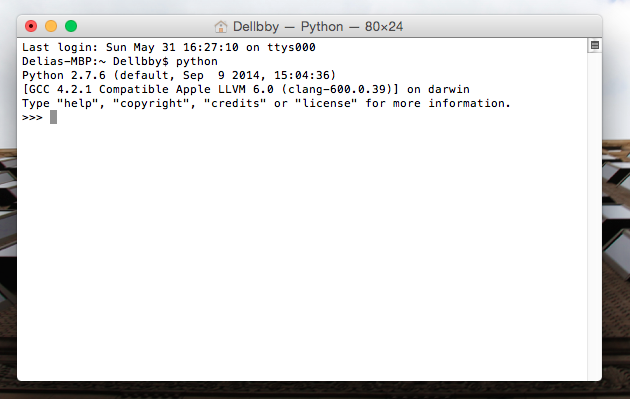 Dellbby — Python — 80×24
Last login: Sun May 31 16:27:10 on ttys000
Delias-MBP:~ Dellbby$ python
Python 2.7.6 (default, Sep  9 2014, 15:04:36)
[GCC 4.2.1 Compatible Apple LLVM 6.0 (clang-600.0.39)] on darwin
Type "help", "copyright", "credits" or "license" for more information.
>>>